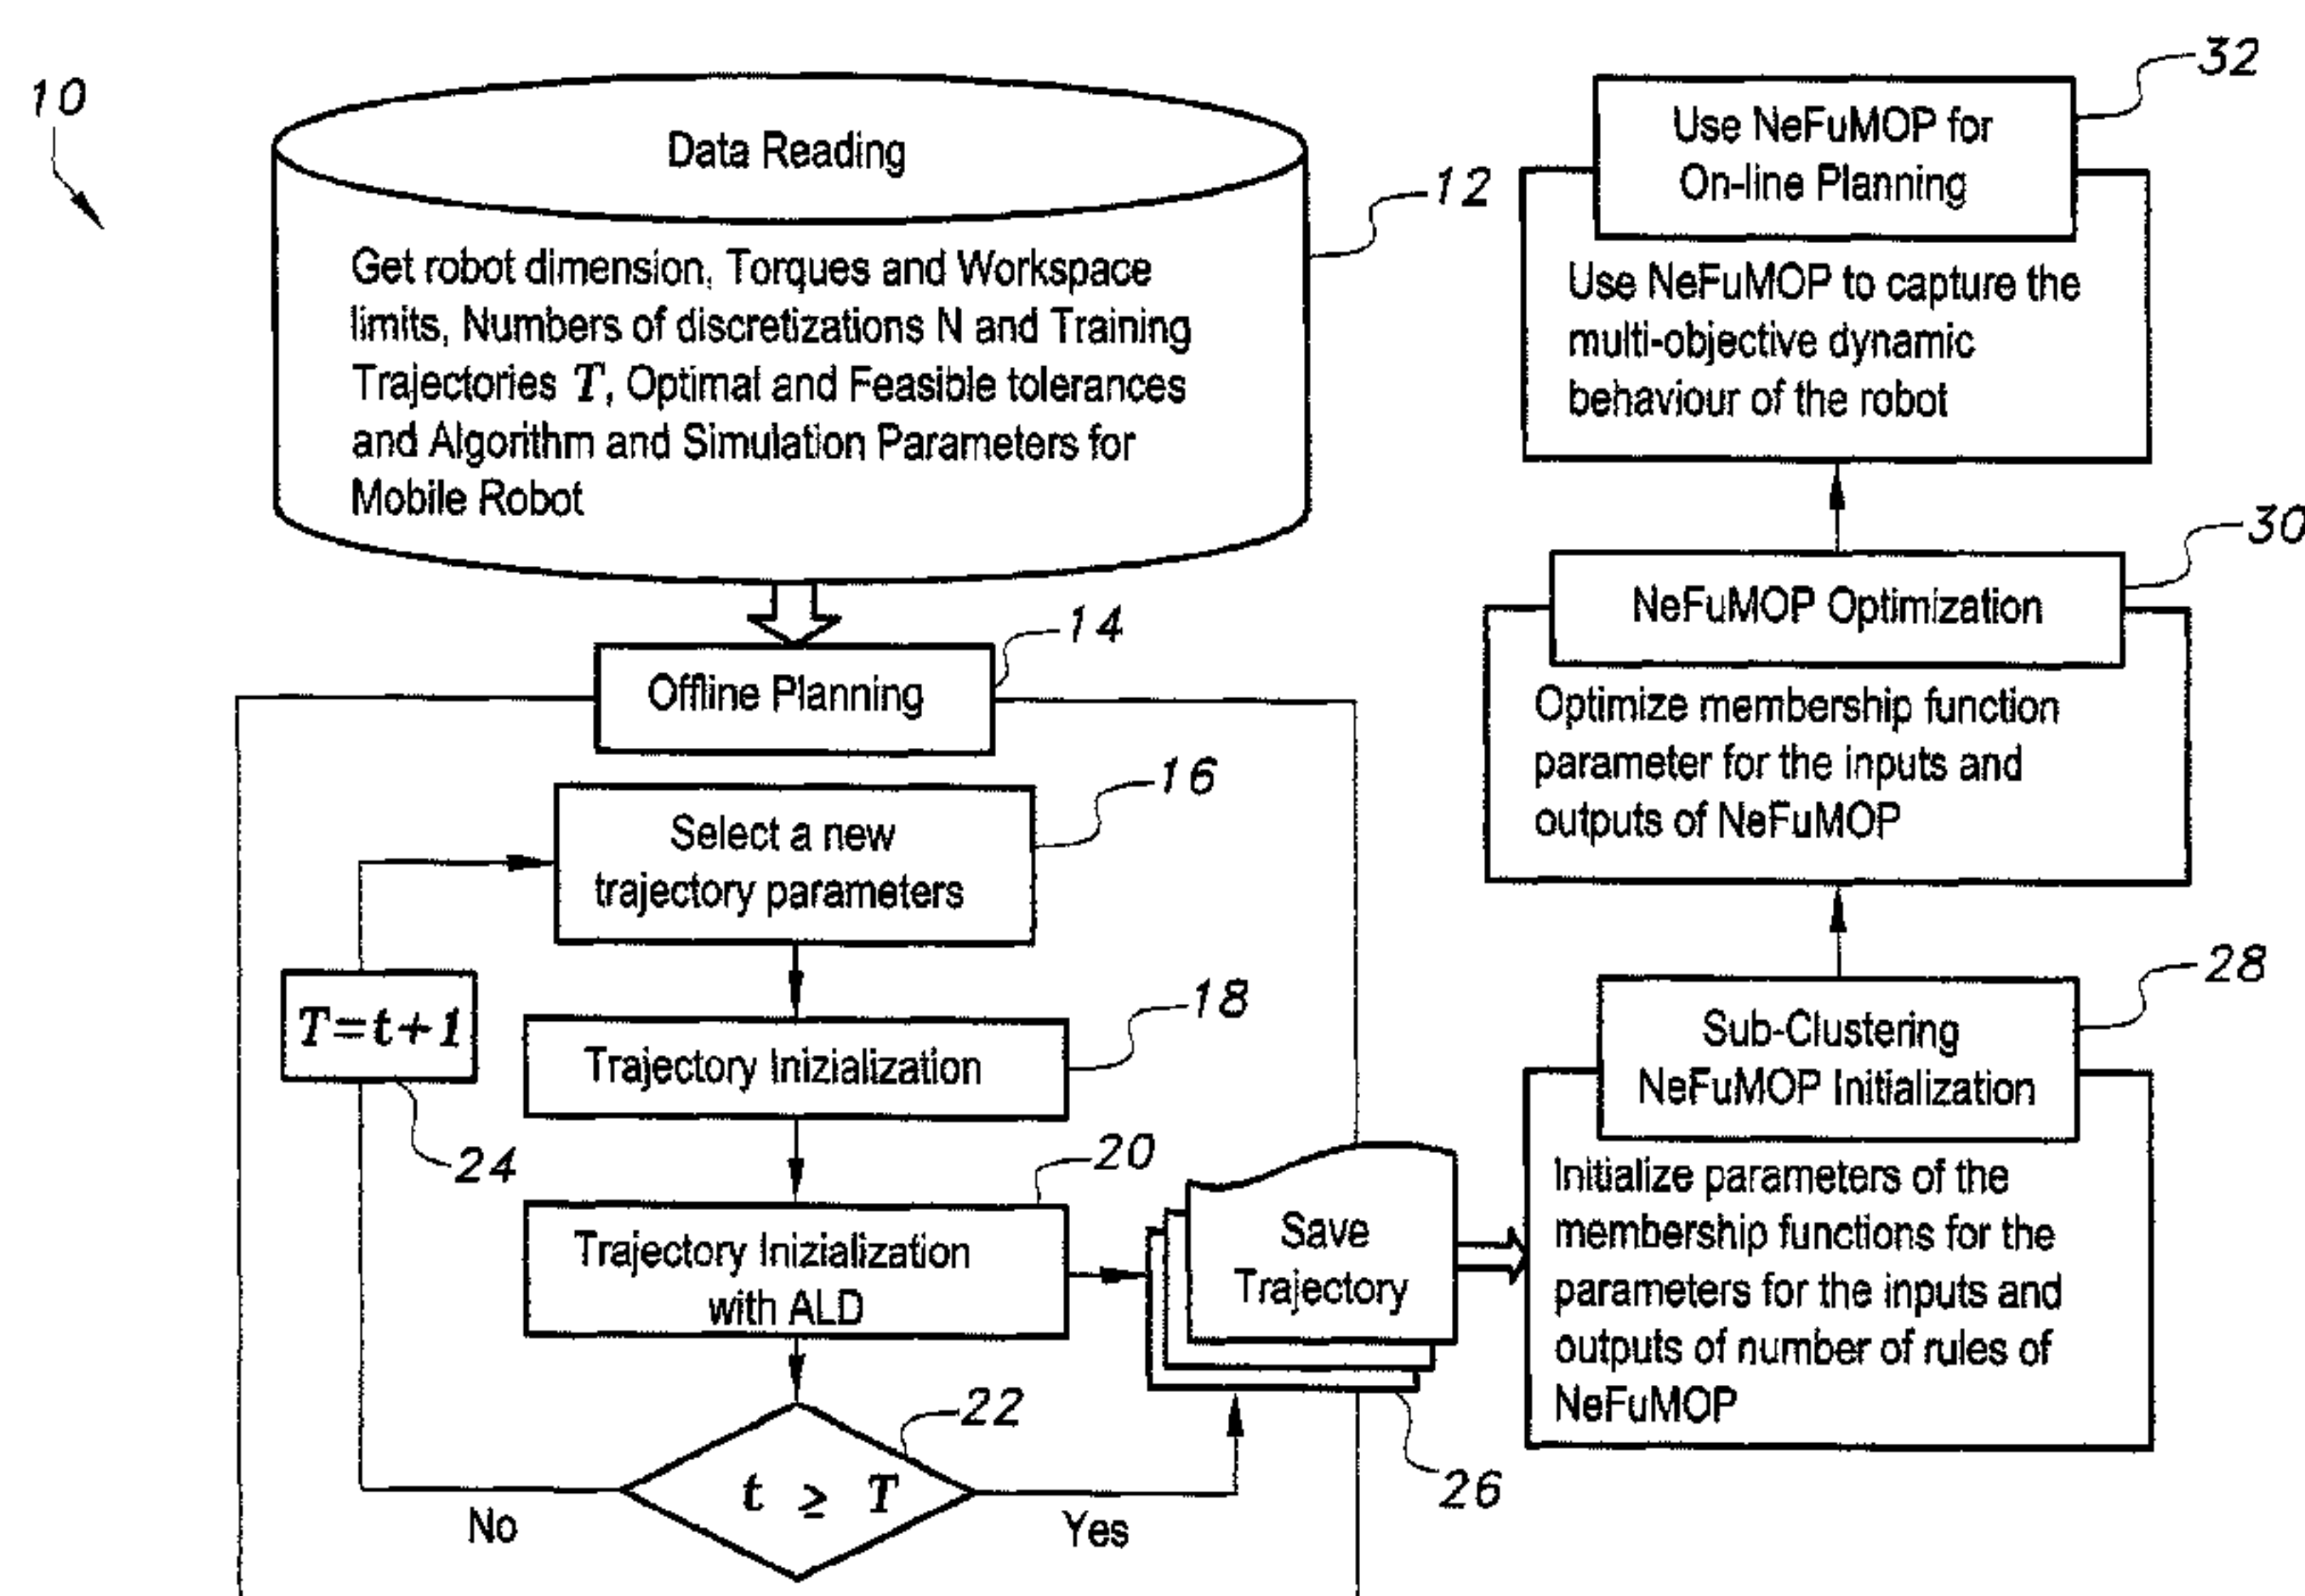 10
Data Reading
12
Get robot dimension, Torques and Workspace
limits, Numbers of discretizations N and Training
Trajectories T, Optimal and Feasible tolerances
and Algorithm and Simulation Parameters for
Mobile Robot
Offline Planning
14
Select a new
trajectory parameters
16
T=t+1
24
Trajectory Inizialization
18
Trajectory Inizialization
with ALD
20
t ≥ T
22
No
Yes
Save
Trajectory
26
Sub-Clustering
NeFuMOP Initialization
28
Initialize parameters of the
membership functions for the
parameters for the inputs and
outputs of number of rules of
NeFuMOP
NeFuMOP Optimization
30
Optimize membership function
parameter for the inputs and
outputs of NeFuMOP
Use NeFuMOP for
On-line Planning
32
Use NeFuMOP to capture the
multi-objective dynamic
behaviour of the robot